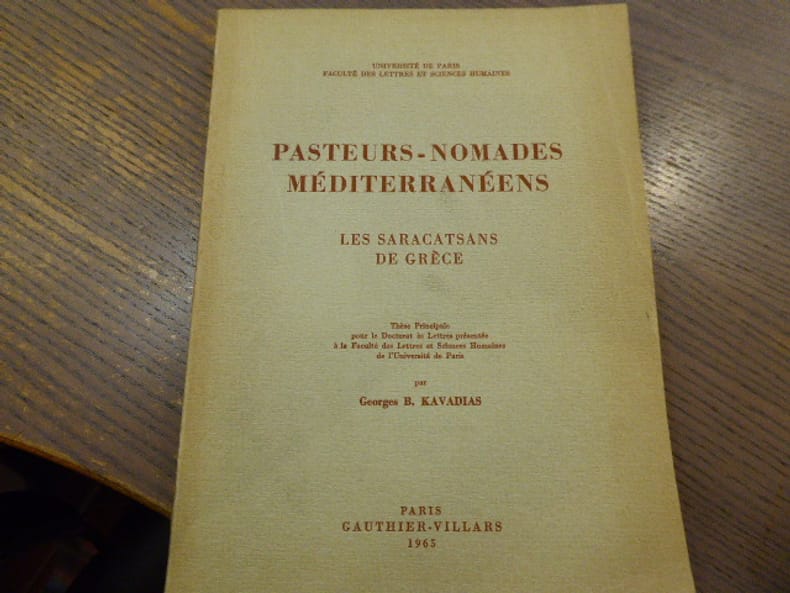 UNIVERSITÉ DE PARIS
FACULTÉ DES LETTRES ET SCIENCES HUMAINES
PASTEURS-NOMADES
MÉDITERRANÉENS
LES SARACATSANS
DE GRÈCE
Thèse Principale
pour le Doctorat ès Lettres présentée
à la Faculté des Lettres et Sciences Humaines
de l'Université de Paris
par
Georges B. KAVADIAS
PARIS
GAUTHIER-VILLARS
1965